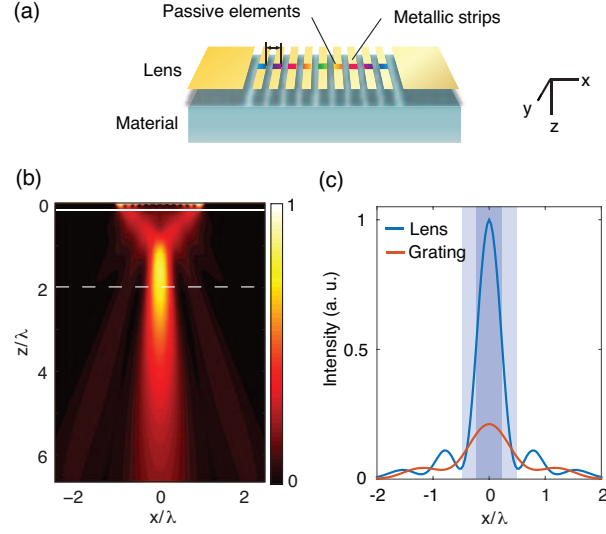 (a)
Passive elements
Metallic strips
Lens
Material
x
y
z
(b)
0
2
4
6
z/λ
−2
0
2
x/λ
1
0
(c)
1
0.5
0
Intensity (a. u.)
Lens
Grating
-2
-1
0
1
2
x/λ